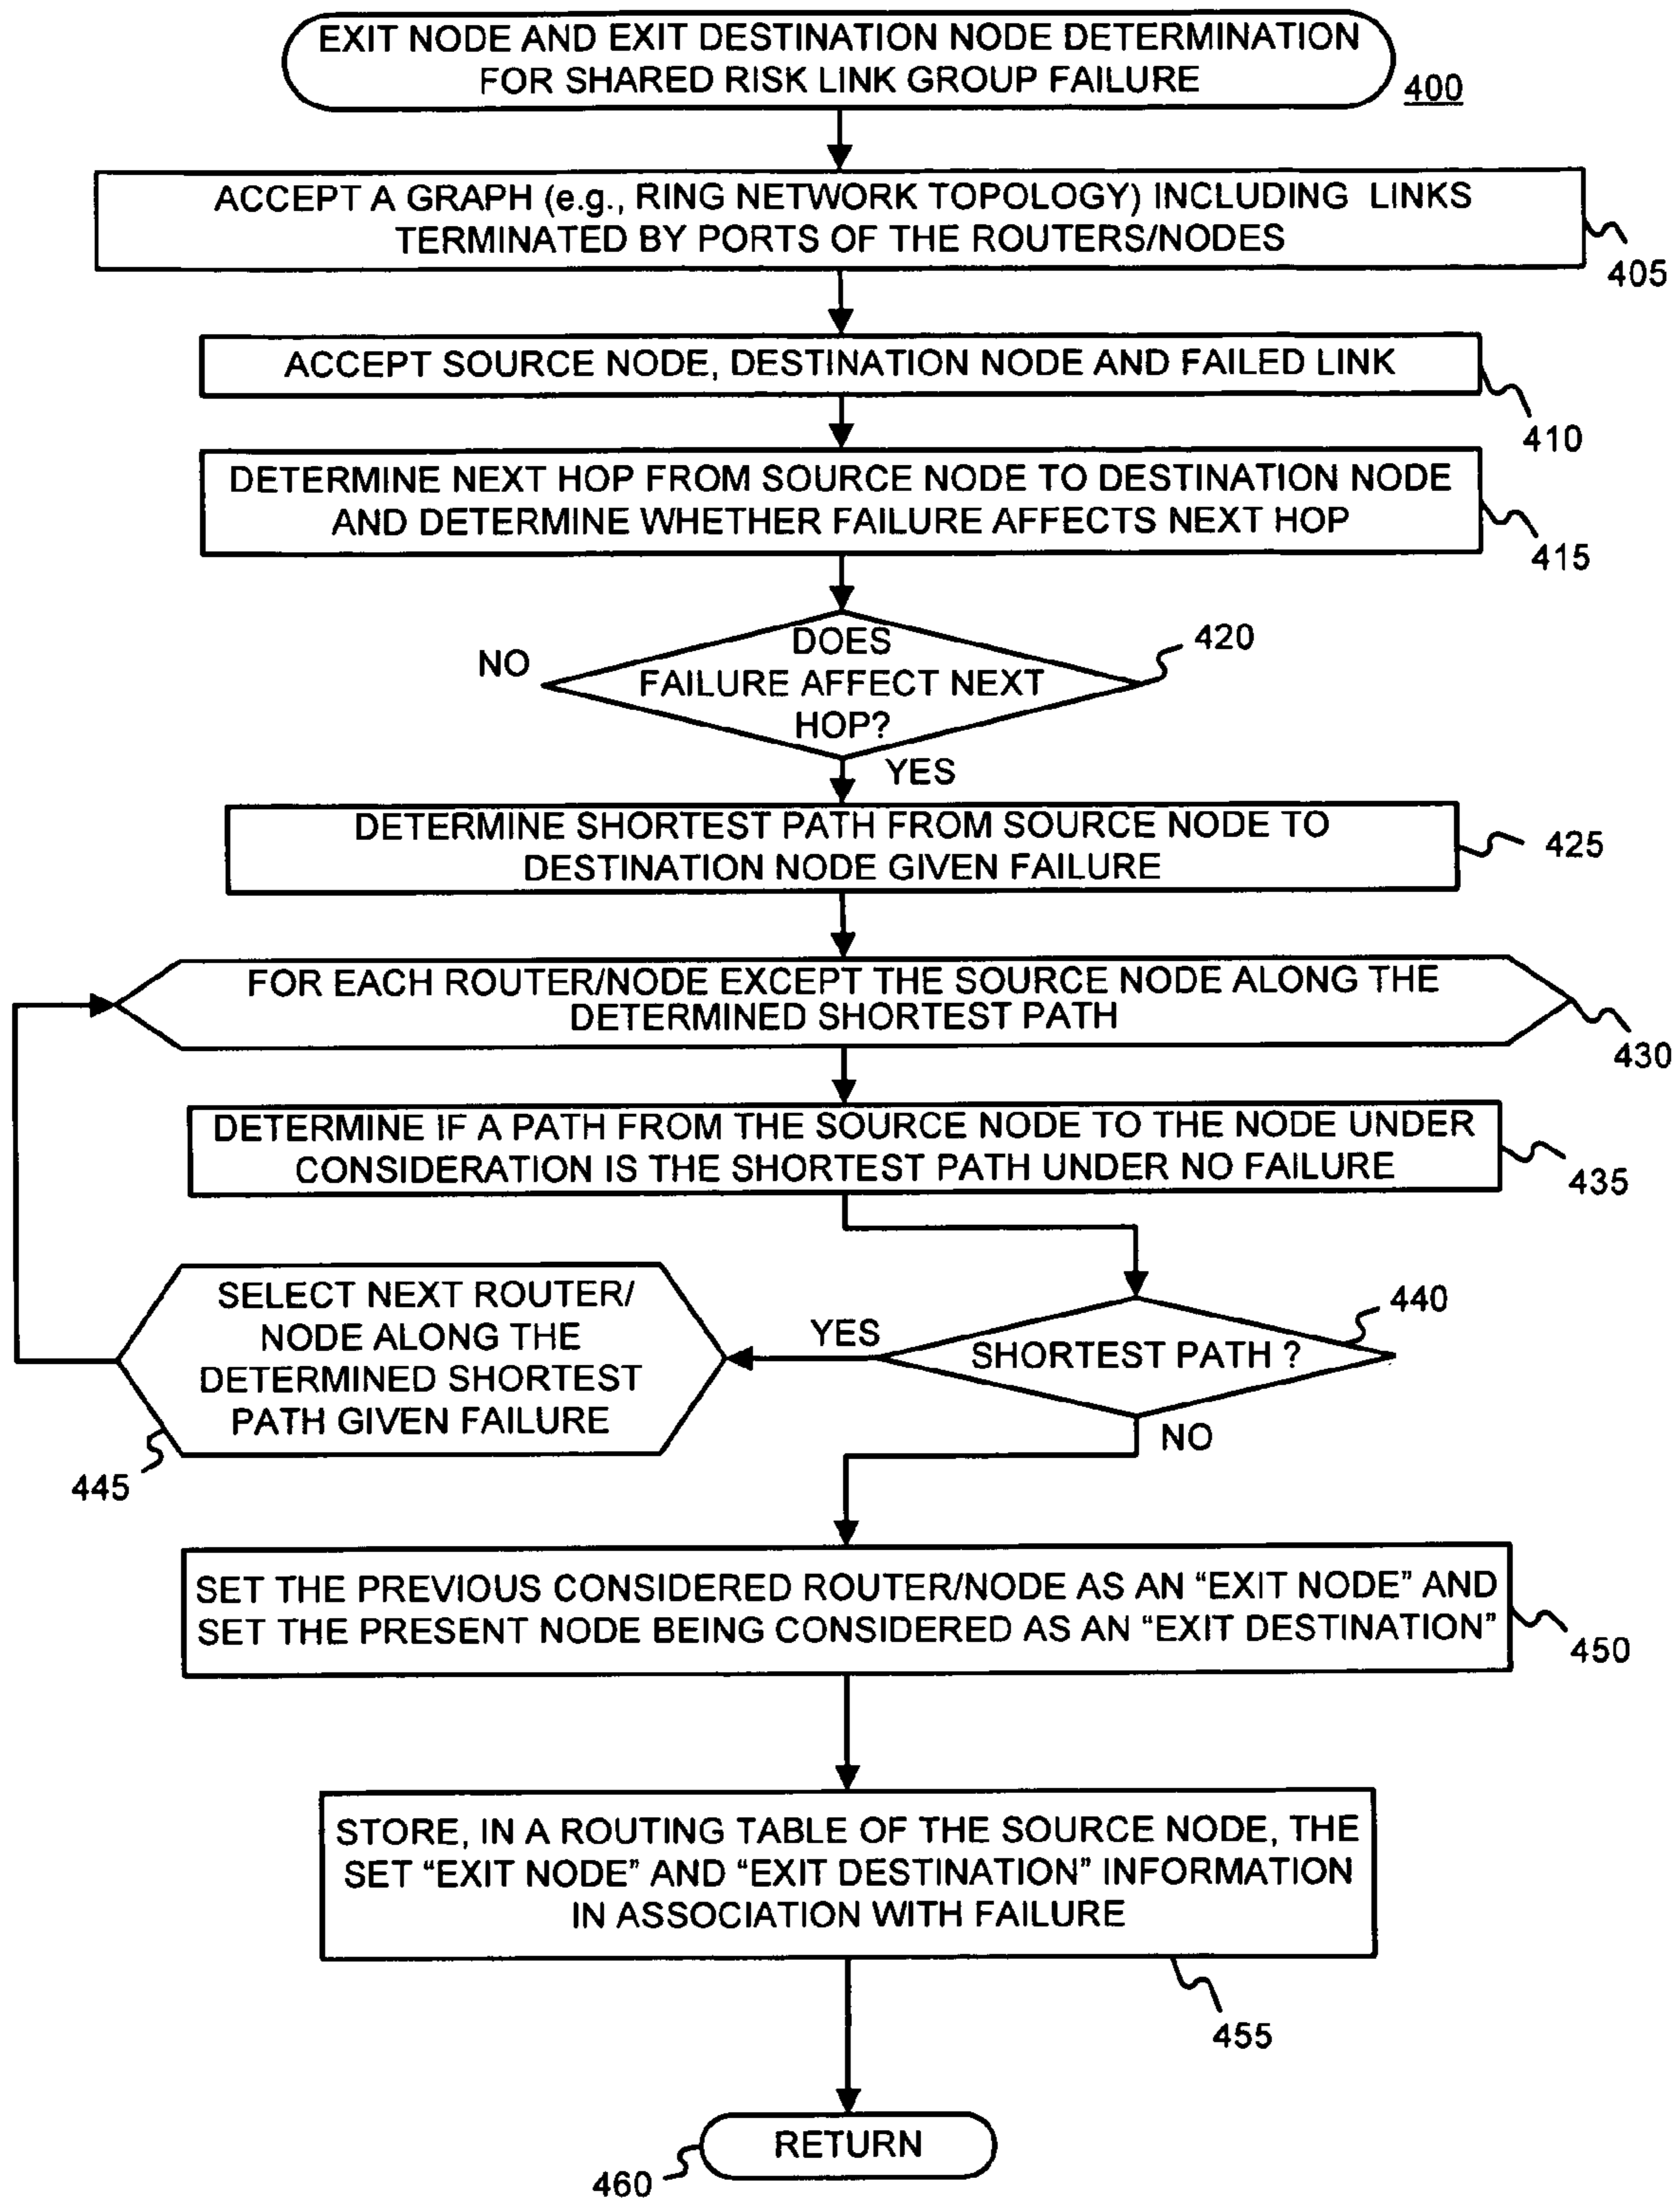 EXIT NODE AND EXIT DESTINATION NODE DETERMINATION
FOR SHARED RISK LINK GROUP FAILURE
400
ACCEPT A GRAPH (e.g., RING NETWORK TOPOLOGY) INCLUDING LINKS
TERMINATED BY PORTS OF THE ROUTERS/NODES
405
ACCEPT SOURCE NODE, DESTINATION NODE AND FAILED LINK
410
DETERMINE NEXT HOP FROM SOURCE NODE TO DESTINATION NODE
AND DETERMINE WHETHER FAILURE AFFECTS NEXT HOP
415
DOES
FAILURE AFFECT NEXT
HOP?
420
NO
YES
DETERMINE SHORTEST PATH FROM SOURCE NODE TO
DESTINATION NODE GIVEN FAILURE
425
FOR EACH ROUTER/NODE EXCEPT THE SOURCE NODE ALONG THE
DETERMINED SHORTEST PATH
430
DETERMINE IF A PATH FROM THE SOURCE NODE TO THE NODE UNDER
CONSIDERATION IS THE SHORTEST PATH UNDER NO FAILURE
435
SHORTEST PATH ?
440
YES
SELECT NEXT ROUTER/
NODE ALONG THE
DETERMINED SHORTEST
PATH GIVEN FAILURE
445
NO
SET THE PREVIOUS CONSIDERED ROUTER/NODE AS AN “EXIT NODE” AND
SET THE PRESENT NODE BEING CONSIDERED AS AN “EXIT DESTINATION”
450
STORE, IN A ROUTING TABLE OF THE SOURCE NODE, THE
SET “EXIT NODE” AND “EXIT DESTINATION” INFORMATION
IN ASSOCIATION WITH FAILURE
455
RETURN
460